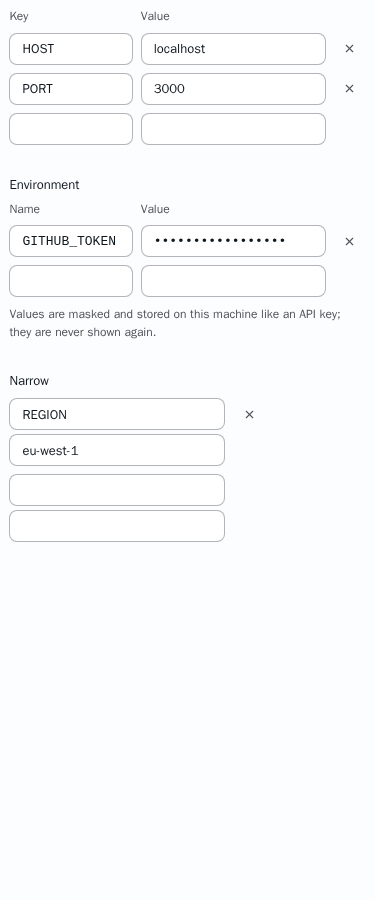 Key Value
HOST localhost ×
PORT 3000 ×
Environment
Name Value
GITHUB_TOKEN ••••••••••••••••• ×
Values are masked and stored on this machine like an API key;
they are never shown again.
Narrow
REGION ×
eu-west-1